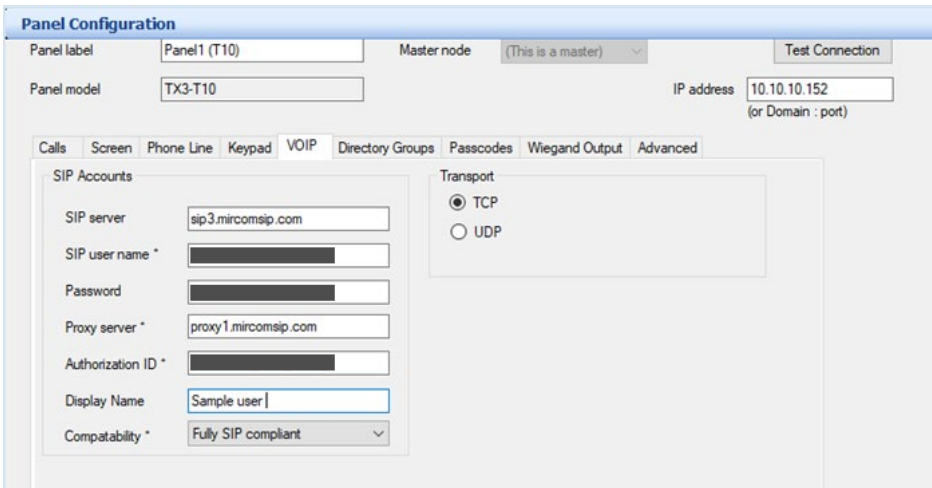 Panel Configuration
Panel label Panel1 (T10) Master node (This is a master) Test Connection
Panel model TX3-T10 IP address 10.10.10.152
(or Domain : port)
Calls Screen Phone Line Keypad VOIP Directory Groups Passcodes Wiegand Output Advanced
SIP Accounts Transport
TCP
SIP server sip3.mircomsip.com
UDP
SIP user name *
Password
Proxy server * proxy1.mircomsip.com
Authorization ID *
Display Name Sample user
Compatability * Fully SIP compliant